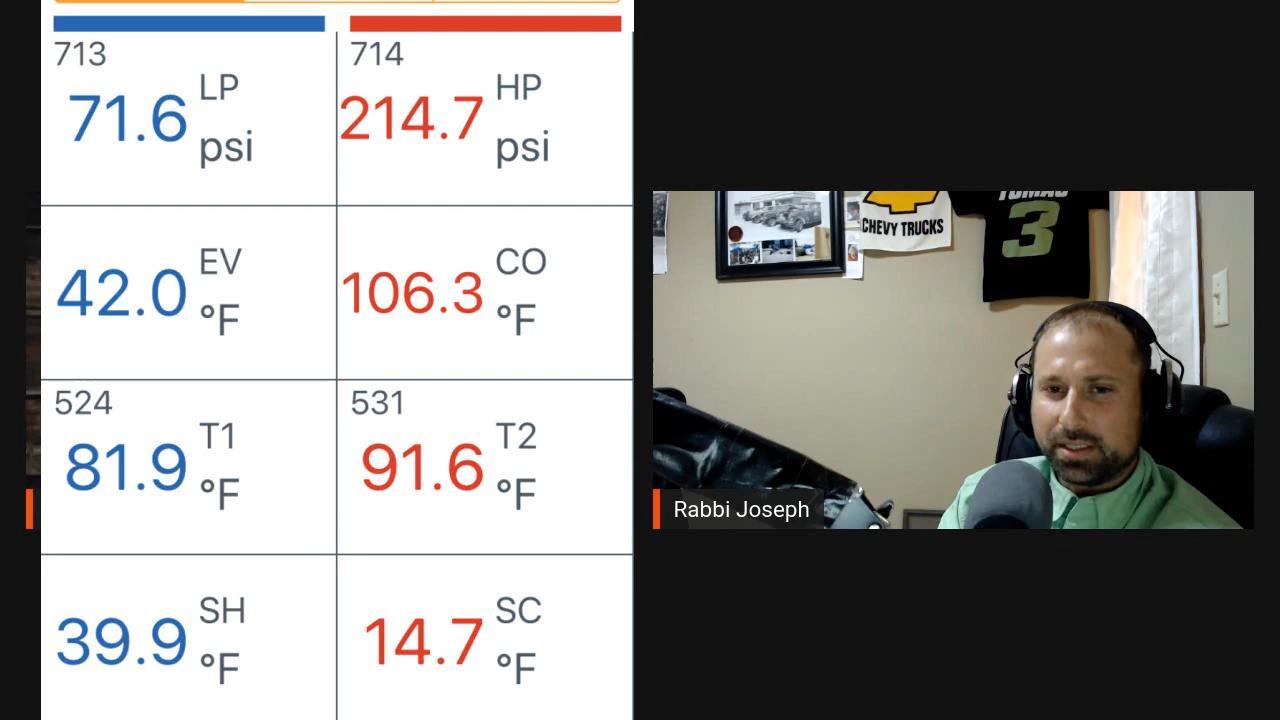 713
71.6 LP psi
714
214.7 HP psi
42.0 EV °F
106.3 CO °F
524
81.9 T1 °F
531
91.6 T2 °F
39.9 SH °F
14.7 SC °F
CHEVY TRUCKS
TOMAC
3
Rabbi Joseph